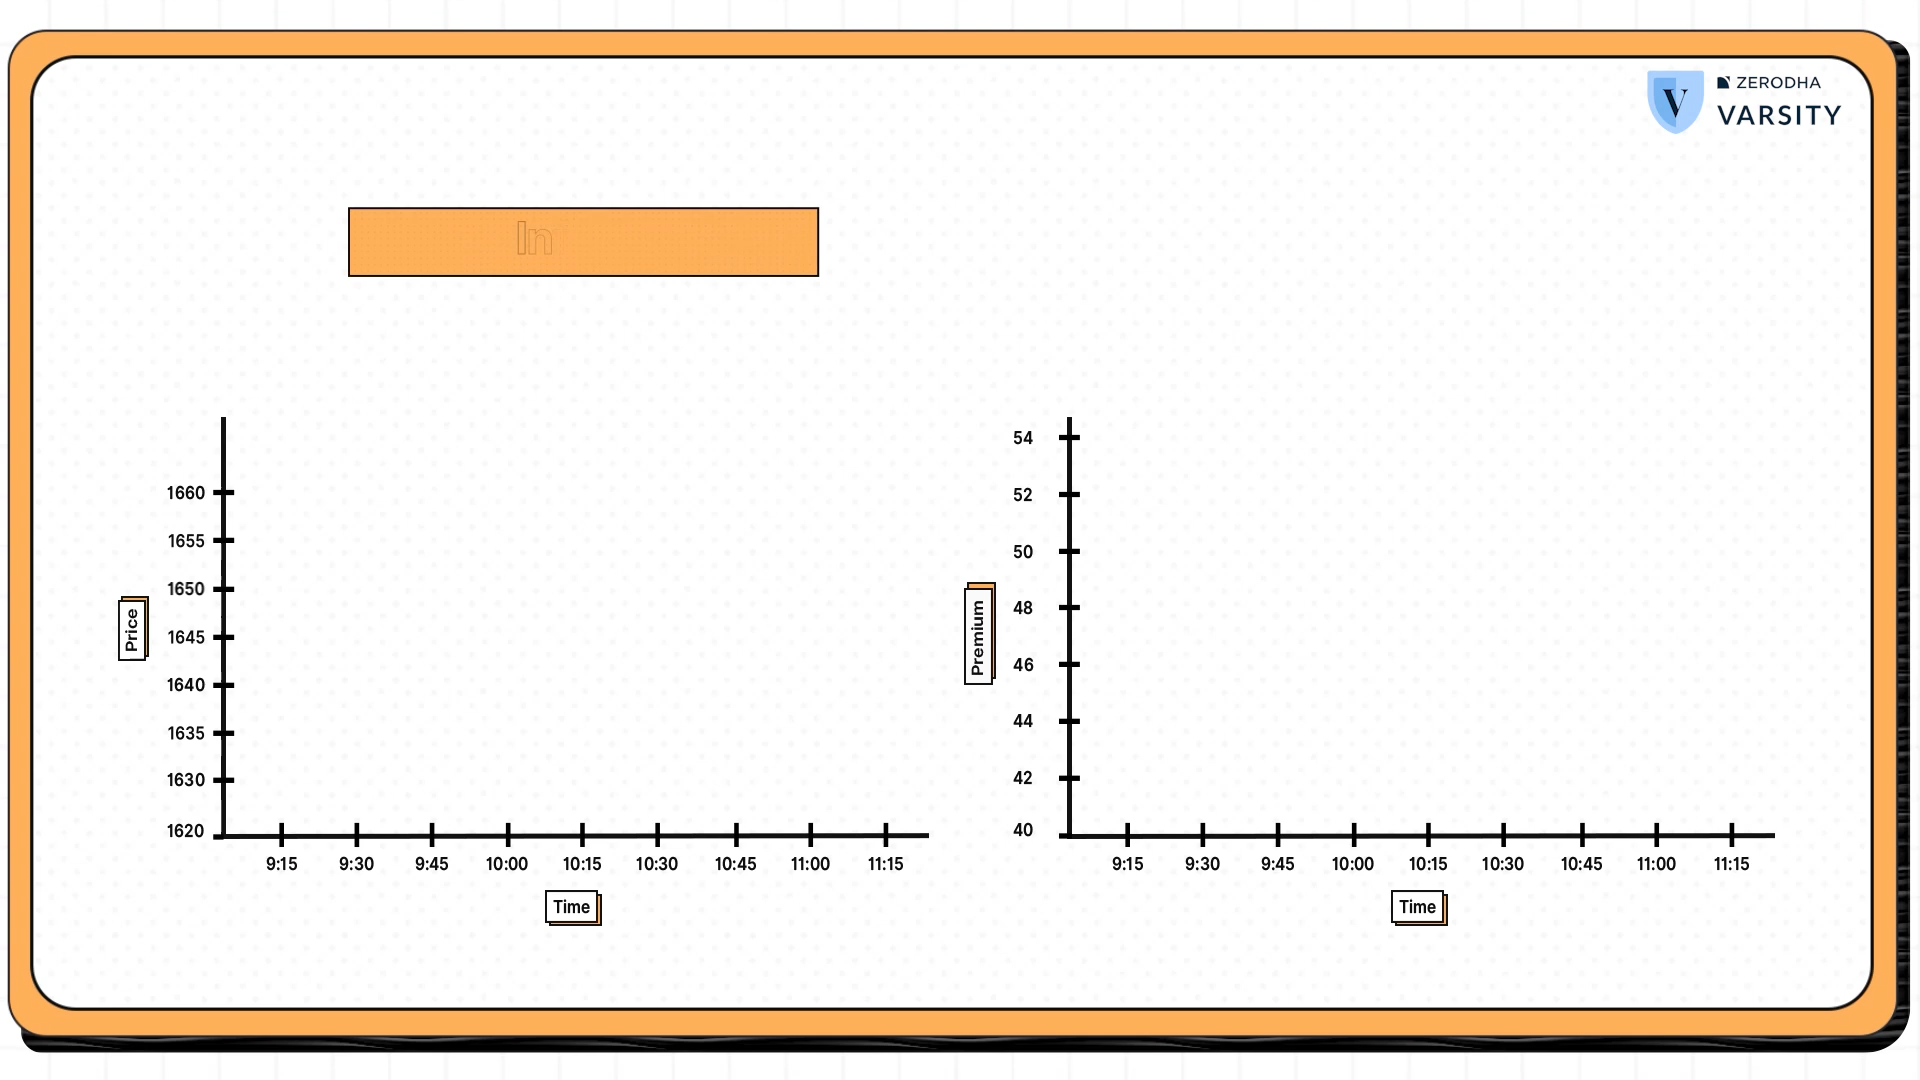 ZERODHA
V
VARSITY
In
1660
1655
1650
1645
1640
1635
1630
1620
Price
9:15 9:30 9:45 10:00 10:15 10:30 10:45 11:00 11:15
Time
54
52
50
48
46
44
42
40
Premium
9:15 9:30 9:45 10:00 10:15 10:30 10:45 11:00 11:15
Time